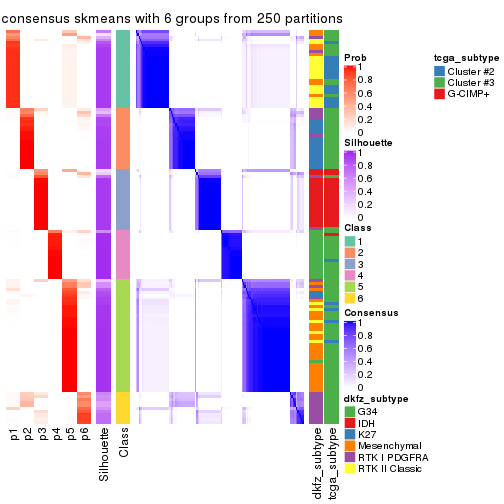 consensus skmeans with 6 groups from 250 partitions
Prob
1
0.8
0.6
0.4
0.2
0
Silhouette
1
0.8
0.6
0.4
0.2
0
Class
1
2
3
4
5
6
Consensus
1
0.8
0.6
0.4
0.2
0
dkfz_subtype
G34
IDH
K27
Mesenchymal
RTK I PDGFRA
RTK II Classic
tcga_subtype
Cluster #2
Cluster #3
G-CIMP+
p1
p2
p3
p4
p5
p6
Silhouette
Class
dkfz_subtype
tcga_subtype